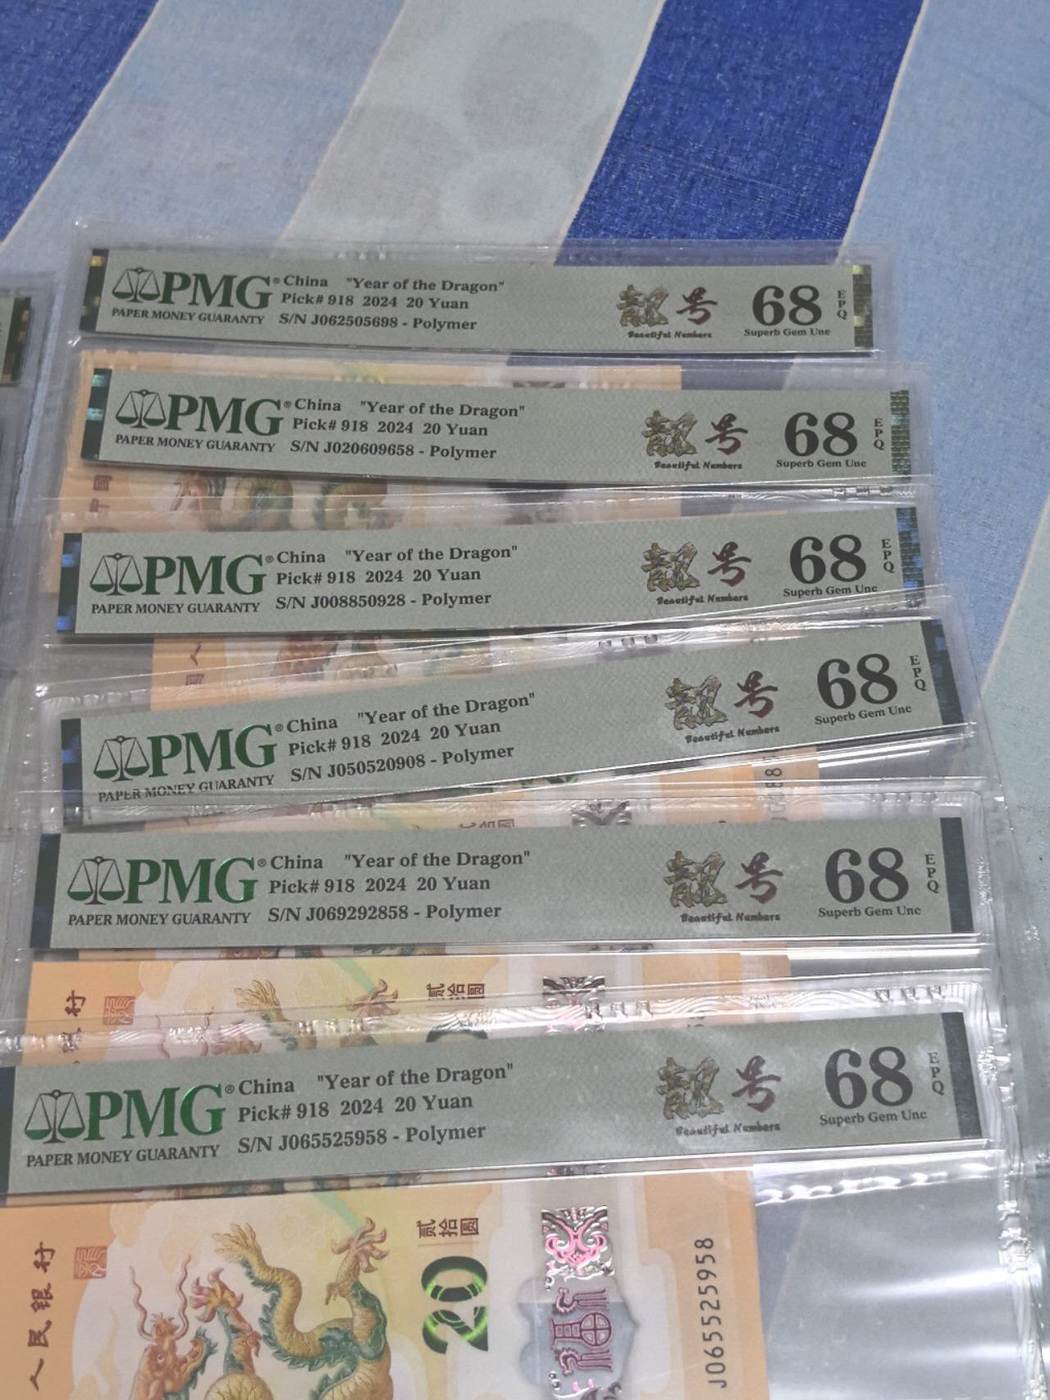 PMG® China "Year of the Dragon"
Pick# 918 2024 20 Yuan
PAPER MONEY GUARANTY S/N J062505698 - Polymer
靓号
Beautiful Numbers
68
EPQ
Superb Gem Unc
PMG® China "Year of the Dragon"
Pick# 918 2024 20 Yuan
PAPER MONEY GUARANTY S/N J020609658 - Polymer
靓号
Beautiful Numbers
68
EPQ
Superb Gem Unc
PMG® China "Year of the Dragon"
Pick# 918 2024 20 Yuan
PAPER MONEY GUARANTY S/N J008850928 - Polymer
靓号
Beautiful Numbers
68
EPQ
Superb Gem Unc
PMG® China "Year of the Dragon"
Pick# 918 2024 20 Yuan
PAPER MONEY GUARANTY S/N J050520908 - Polymer
靓号
Beautiful Numbers
68
EPQ
Superb Gem Unc
PMG® China "Year of the Dragon"
Pick# 918 2024 20 Yuan
PAPER MONEY GUARANTY S/N J069292858 - Polymer
靓号
Beautiful Numbers
68
EPQ
Superb Gem Unc
贰拾圆
PMG® China "Year of the Dragon"
Pick# 918 2024 20 Yuan
PAPER MONEY GUARANTY S/N J065525958 - Polymer
靓号
Beautiful Numbers
68
EPQ
Superb Gem Unc
人民银行
贰拾圆
20
J065525958